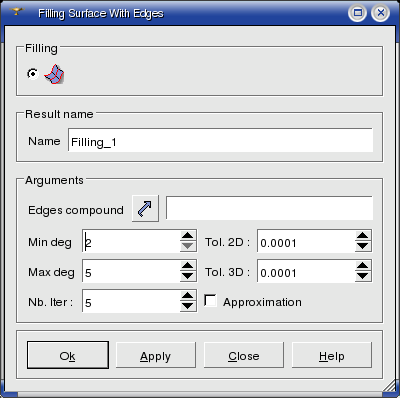 Filling Surface With Edges
Filling
Result name
Name Filling_1
Arguments
Edges compound
Min deg 2 Tol. 2D : 0.0001
Max deg 5 Tol. 3D : 0.0001
Nb. Iter : 5 Approximation
Ok Apply Close Help